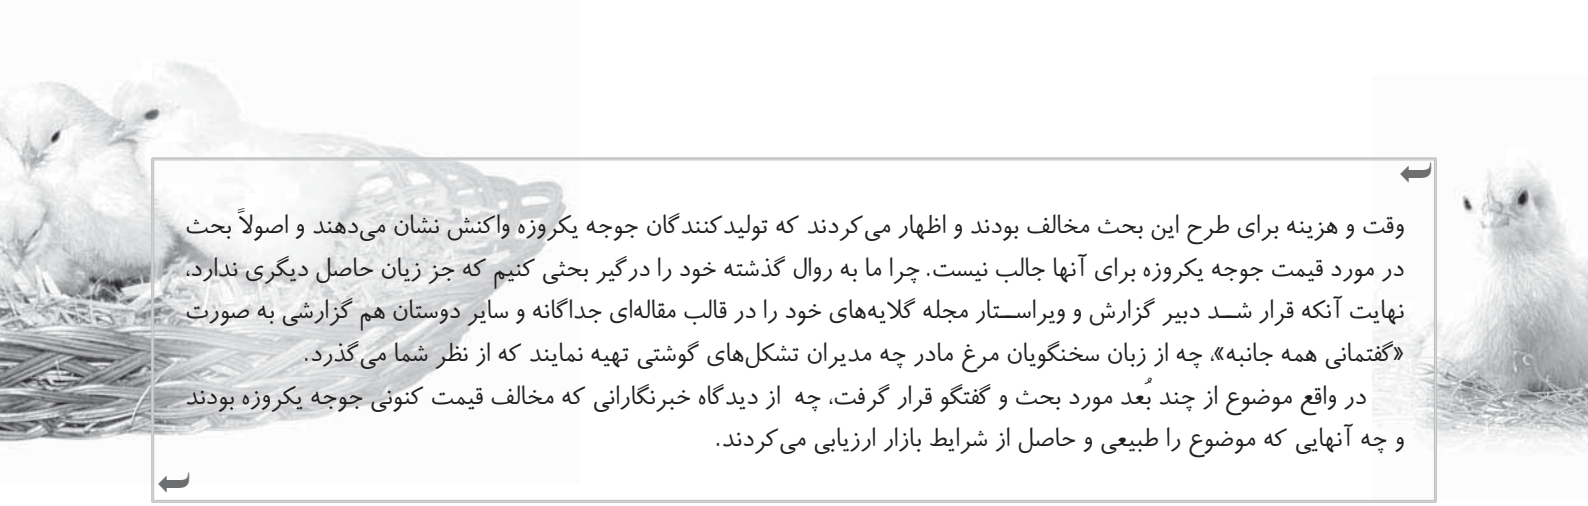 وقت و هزینه برای طرح این بحث مخالف بودند و اظهار می‌کردند که تولیدکنندگان جوجه یکروزه واکنش نشان می‌دهند و اصولاً بحث
در مورد قیمت جوجه یکروزه برای آنها جالب نیست. چرا ما به روال گذشته خود را درگیر بحثی کنیم که جز زیان حاصل دیگری ندارد،
نهایت آنکه قرار شــد دبیر گزارش و ویراســتار مجله گلایه‌های خود را در قالب مقاله‌ای جداگانه و سایر دوستان هم گزارشی به صورت
«گفتمانی همه جانبه»، چه از زبان سخنگویان مرغ مادر چه مدیران تشکل‌های گوشتی تهیه نمایند که از نظر شما می‌گذرد.
در واقع موضوع از چند بُعد مورد بحث و گفتگو قرار گرفت، چه از دیدگاه خبرنگارانی که مخالف قیمت کنونی جوجه یکروزه بودند
و چه آنهایی که موضوع را طبیعی و حاصل از شرایط بازار ارزیابی می‌کردند.